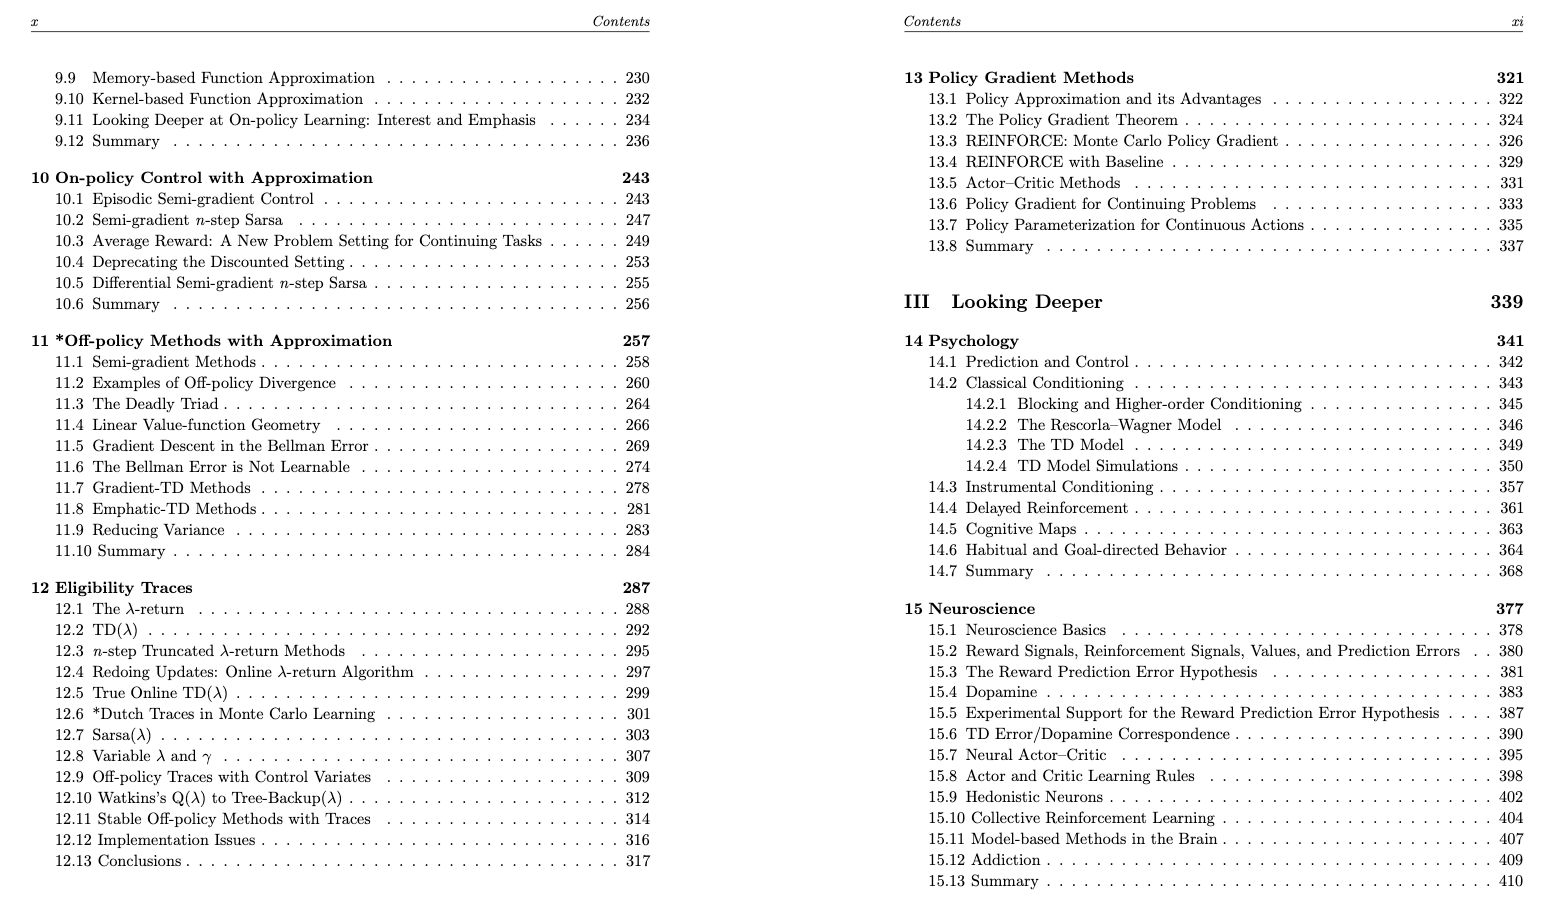 x Contents
9.9 Memory-based Function Approximation . . . . . . . . . . . . . . . . . . . 230
9.10 Kernel-based Function Approximation . . . . . . . . . . . . . . . . . . . . 232
9.11 Looking Deeper at On-policy Learning: Interest and Emphasis . . . . . . 234
9.12 Summary . . . . . . . . . . . . . . . . . . . . . . . . . . . . . . . . . . . . 236
10 On-policy Control with Approximation 243
10.1 Episodic Semi-gradient Control . . . . . . . . . . . . . . . . . . . . . . . . 243
10.2 Semi-gradient n-step Sarsa . . . . . . . . . . . . . . . . . . . . . . . . . . 247
10.3 Average Reward: A New Problem Setting for Continuing Tasks . . . . . . 249
10.4 Deprecating the Discounted Setting . . . . . . . . . . . . . . . . . . . . . . 253
10.5 Differential Semi-gradient n-step Sarsa . . . . . . . . . . . . . . . . . . . . 255
10.6 Summary . . . . . . . . . . . . . . . . . . . . . . . . . . . . . . . . . . . . 256
11 *Off-policy Methods with Approximation 257
11.1 Semi-gradient Methods . . . . . . . . . . . . . . . . . . . . . . . . . . . . . 258
11.2 Examples of Off-policy Divergence . . . . . . . . . . . . . . . . . . . . . . 260
11.3 The Deadly Triad . . . . . . . . . . . . . . . . . . . . . . . . . . . . . . . . 264
11.4 Linear Value-function Geometry . . . . . . . . . . . . . . . . . . . . . . . 266
11.5 Gradient Descent in the Bellman Error . . . . . . . . . . . . . . . . . . . . 269
11.6 The Bellman Error is Not Learnable . . . . . . . . . . . . . . . . . . . . . 274
11.7 Gradient-TD Methods . . . . . . . . . . . . . . . . . . . . . . . . . . . . . 278
11.8 Emphatic-TD Methods . . . . . . . . . . . . . . . . . . . . . . . . . . . . . 281
11.9 Reducing Variance . . . . . . . . . . . . . . . . . . . . . . . . . . . . . . . 283
11.10 Summary . . . . . . . . . . . . . . . . . . . . . . . . . . . . . . . . . . . . 284
12 Eligibility Traces 287
12.1 The λ-return . . . . . . . . . . . . . . . . . . . . . . . . . . . . . . . . . . 288
12.2 TD(λ) . . . . . . . . . . . . . . . . . . . . . . . . . . . . . . . . . . . . . . 292
12.3 n-step Truncated λ-return Methods . . . . . . . . . . . . . . . . . . . . . . 295
12.4 Redoing Updates: Online λ-return Algorithm . . . . . . . . . . . . . . . . 297
12.5 True Online TD(λ) . . . . . . . . . . . . . . . . . . . . . . . . . . . . . . . 299
12.6 *Dutch Traces in Monte Carlo Learning . . . . . . . . . . . . . . . . . . . 301
12.7 Sarsa(λ) . . . . . . . . . . . . . . . . . . . . . . . . . . . . . . . . . . . . . 303
12.8 Variable λ and γ . . . . . . . . . . . . . . . . . . . . . . . . . . . . . . . . 307
12.9 Off-policy Traces with Control Variates . . . . . . . . . . . . . . . . . . . 309
12.10 Watkins’s Q(λ) to Tree-Backup(λ) . . . . . . . . . . . . . . . . . . . . . . 312
12.11 Stable Off-policy Methods with Traces . . . . . . . . . . . . . . . . . . . 314
12.12 Implementation Issues . . . . . . . . . . . . . . . . . . . . . . . . . . . . . 316
12.13 Conclusions . . . . . . . . . . . . . . . . . . . . . . . . . . . . . . . . . . . 317
Contents xi
13 Policy Gradient Methods 321
13.1 Policy Approximation and its Advantages . . . . . . . . . . . . . . . . . . 322
13.2 The Policy Gradient Theorem . . . . . . . . . . . . . . . . . . . . . . . . . 324
13.3 REINFORCE: Monte Carlo Policy Gradient . . . . . . . . . . . . . . . . . 326
13.4 REINFORCE with Baseline . . . . . . . . . . . . . . . . . . . . . . . . . . 329
13.5 Actor–Critic Methods . . . . . . . . . . . . . . . . . . . . . . . . . . . . . 331
13.6 Policy Gradient for Continuing Problems . . . . . . . . . . . . . . . . . . 333
13.7 Policy Parameterization for Continuous Actions . . . . . . . . . . . . . . . 335
13.8 Summary . . . . . . . . . . . . . . . . . . . . . . . . . . . . . . . . . . . . 337
III Looking Deeper 339
14 Psychology 341
14.1 Prediction and Control . . . . . . . . . . . . . . . . . . . . . . . . . . . . . 342
14.2 Classical Conditioning . . . . . . . . . . . . . . . . . . . . . . . . . . . . . 343
14.2.1 Blocking and Higher-order Conditioning . . . . . . . . . . . . . . . 345
14.2.2 The Rescorla–Wagner Model . . . . . . . . . . . . . . . . . . . . . 346
14.2.3 The TD Model . . . . . . . . . . . . . . . . . . . . . . . . . . . . . 349
14.2.4 TD Model Simulations . . . . . . . . . . . . . . . . . . . . . . . . . 350
14.3 Instrumental Conditioning . . . . . . . . . . . . . . . . . . . . . . . . . . . 357
14.4 Delayed Reinforcement . . . . . . . . . . . . . . . . . . . . . . . . . . . . . 361
14.5 Cognitive Maps . . . . . . . . . . . . . . . . . . . . . . . . . . . . . . . . . 363
14.6 Habitual and Goal-directed Behavior . . . . . . . . . . . . . . . . . . . . . 364
14.7 Summary . . . . . . . . . . . . . . . . . . . . . . . . . . . . . . . . . . . . 368
15 Neuroscience 377
15.1 Neuroscience Basics . . . . . . . . . . . . . . . . . . . . . . . . . . . . . . 378
15.2 Reward Signals, Reinforcement Signals, Values, and Prediction Errors . . 380
15.3 The Reward Prediction Error Hypothesis . . . . . . . . . . . . . . . . . . 381
15.4 Dopamine . . . . . . . . . . . . . . . . . . . . . . . . . . . . . . . . . . . . 383
15.5 Experimental Support for the Reward Prediction Error Hypothesis . . . . 387
15.6 TD Error/Dopamine Correspondence . . . . . . . . . . . . . . . . . . . . . 390
15.7 Neural Actor–Critic . . . . . . . . . . . . . . . . . . . . . . . . . . . . . . 395
15.8 Actor and Critic Learning Rules . . . . . . . . . . . . . . . . . . . . . . . 398
15.9 Hedonistic Neurons . . . . . . . . . . . . . . . . . . . . . . . . . . . . . . . 402
15.10 Collective Reinforcement Learning . . . . . . . . . . . . . . . . . . . . . . 404
15.11 Model-based Methods in the Brain . . . . . . . . . . . . . . . . . . . . . . 407
15.12 Addiction . . . . . . . . . . . . . . . . . . . . . . . . . . . . . . . . . . . . 409
15.13 Summary . . . . . . . . . . . . . . . . . . . . . . . . . . . . . . . . . . . . 410